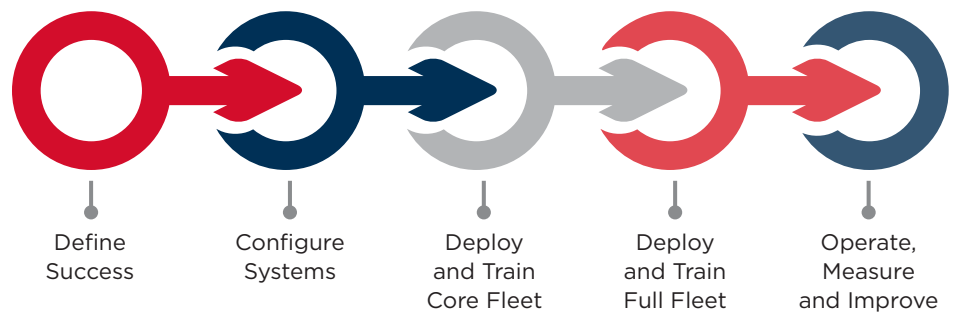 Define
Success
Configure
Systems
Deploy
and Train
Core Fleet
Deploy
and Train
Full Fleet
Operate,
Measure
and Improve